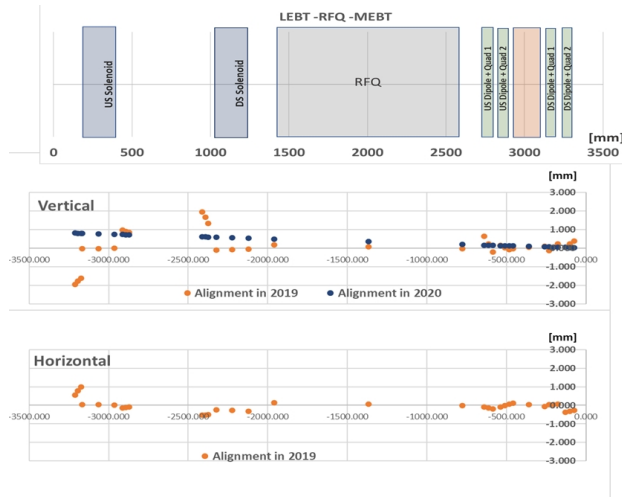 LEBT -RFQ -MEBT
US Solenoid
DS Solenoid
RFQ
US Dipole + Quad 1
US Dipole + Quad 2
DS Dipole + Quad 1
DS Dipole + Quad 2
[mm]
0 500 1000 1500 2000 2500 3000 3500
[mm]
Vertical
3.000
2.000
1.000
0.000
-3500.000 -3000.000 -2500.000 -2000.000 -1500.000 -1000.000 -500.000 0.000
-1.000
-2.000
-3.000
Alignment in 2019 Alignment in 2020
[mm]
Horizontal
3.000
2.000
1.000
0.000
-3500.000 -3000.000 -2500.000 -2000.000 -1500.000 -1000.000 -500.000 0.000
-1.000
-2.000
-3.000
Alignment in 2019